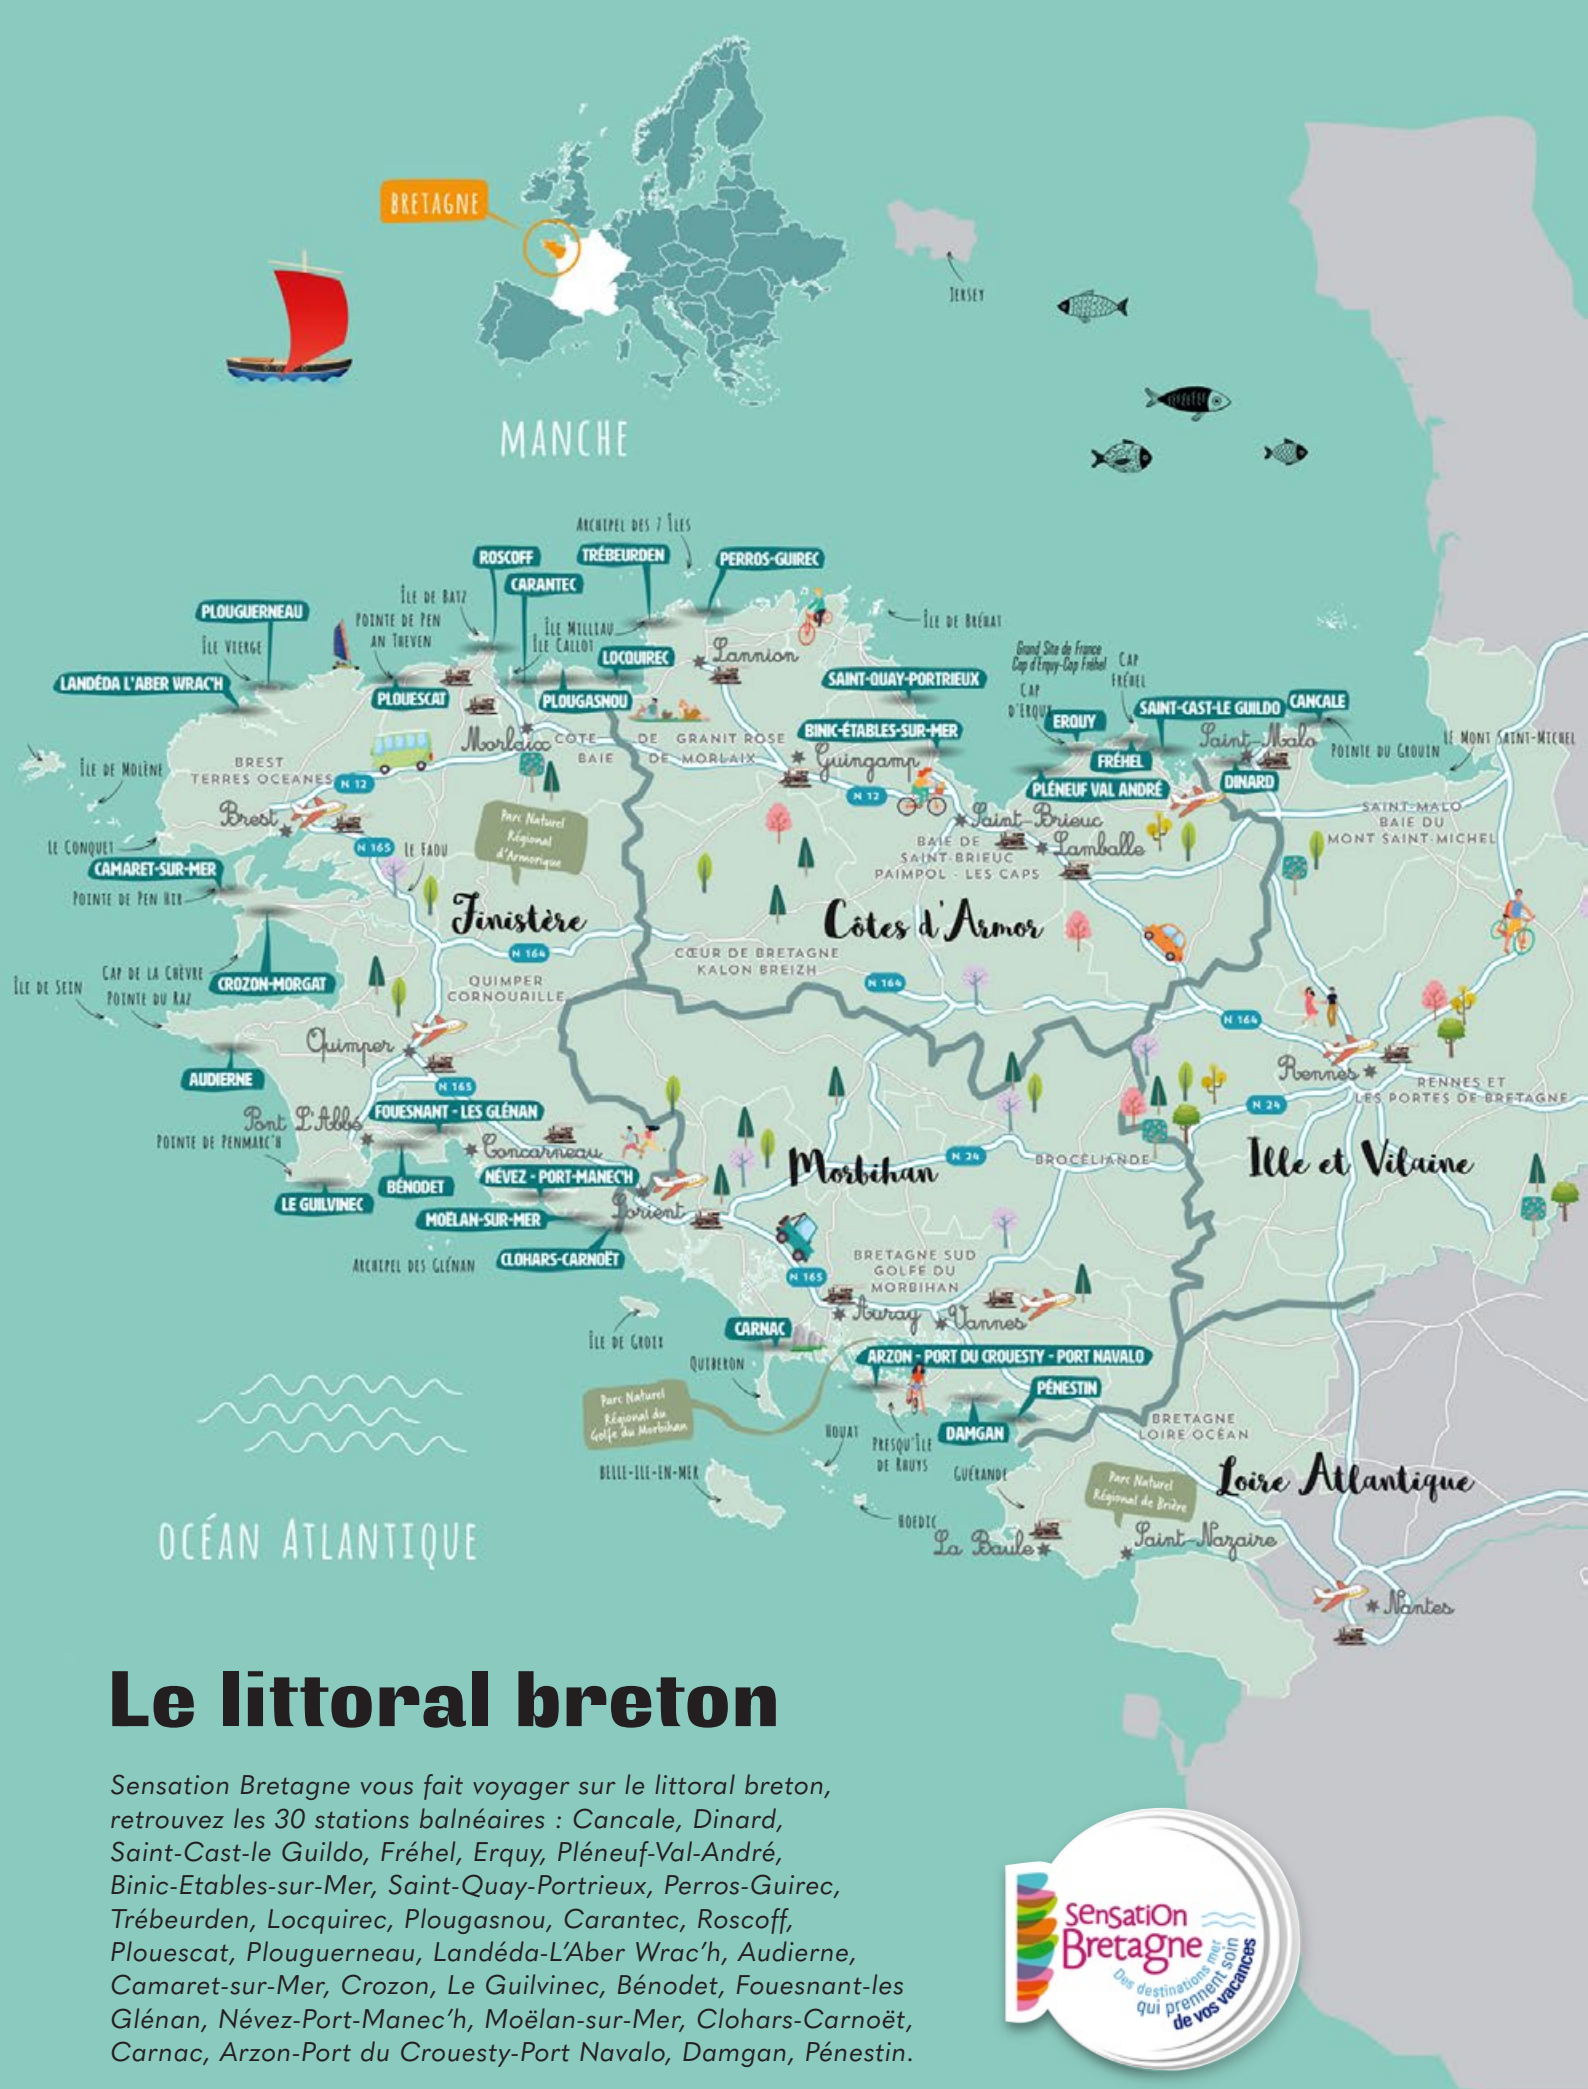 BRETAGNE
JERSEY
MANCHE
ARCHIPEL DES 7 ÎLES
ROSCOFF
TRÉBEURDEN
PERROS-GUIREC
CARANTEC
ÎLE DE BATZ
PLOUGUERNEAU
POINTE DE PEN
AN THEVEN
ÎLE MILLIAU
ÎLE CALLOT
ÎLE DE BRÉHAT
ÎLE VIERGE
LOCQUIREC
Lannion
Grand Site de France
Cap d'Erquy-Cap Fréhel
CAP
FRÉHEL
CAP
D'ERQUY
LANDÉDA L'ABER WRAC'H
PLOUESCAT
PLOUGASNOU
SAINT-QUAY-PORTRIEUX
ERQUY
SAINT-CAST-LE GUILDO
CANCALE
BINIC-ÉTABLES-SUR-MER
Morlaix
CÔTE DE GRANIT ROSE
BAIE DE MORLAIX
Guingamp
Saint-Malo
POINTE DU GROUIN
LE MONT SAINT-MICHEL
FRÉHEL
ÎLE DE MOLÈNE
BREST
TERRES OCÉANES
N 12
PLÉNEUF VAL ANDRÉ
DINARD
N 12
Brest
Parc Naturel
Régional
d'Armorique
Saint-Brieuc
SAINT-MALO
BAIE DU
MONT SAINT-MICHEL
LE CONQUET
N 165
LE FAOU
BAIE DE
SAINT-BRIEUC
PAIMPOL - LES CAPS
Lamballe
CAMARET-SUR-MER
POINTE DE PEN HIR
Finistère
Côtes d'Armor
N 164
CŒUR DE BRETAGNE
KALON BREIZH
CAP DE LA CHÈVRE
CROZON-MORGAT
QUIMPER
CORNOUAILLE
N 164
ÎLE DE SEIN
POINTE DU RAZ
N 164
Quimper
Rennes
AUDIERNE
N 165
RENNES ET
LES PORTES DE BRETAGNE
N 24
Pont L'Abbé
FOUESNANT - LES GLÉNAN
POINTE DE PENMARC'H
Concarneau
N 24
BROCÉLIANDE
Morbihan
Ille et Vilaine
NÉVEZ - PORT-MANEC'H
BÉNODET
LE GUILVINEC
Lorient
MOËLAN-SUR-MER
ARCHIPEL DES GLÉNAN
CLOHARS-CARNOËT
BRETAGNE SUD
GOLFE DU
MORBIHAN
N 165
Auray
Vannes
ÎLE DE GROIX
CARNAC
QUIBERON
ARZON - PORT DU CROUESTY - PORT NAVALO
PÉNESTIN
Parc Naturel
Régional du
Golfe du Morbihan
HOUAT
PRESQU'ÎLE
DE RHUYS
DAMGAN
BRETAGNE
LOIRE OCÉAN
BELLE-ILE-EN-MER
GUÉRANDE
Parc Naturel
Régional de Brière
Loire Atlantique
HOEDIC
La Baule
Saint-Nazaire
OCÉAN ATLANTIQUE
Nantes
Le littoral breton
Sensation Bretagne vous fait voyager sur le littoral breton,
retrouvez les 30 stations balnéaires : Cancale, Dinard,
Saint-Cast-le Guildo, Fréhel, Erquy, Pléneuf-Val-André,
Binic-Etables-sur-Mer, Saint-Quay-Portrieux, Perros-Guirec,
Trébeurden, Locquirec, Plougasnou, Carantec, Roscoff,
Plouescat, Plouguerneau, Landéda-L'Aber Wrac'h, Audierne,
Camaret-sur-Mer, Crozon, Le Guilvinec, Bénodet, Fouesnant-les
Glénan, Névez-Port-Manec'h, Moëlan-sur-Mer, Clohars-Carnoët,
Carnac, Arzon-Port du Crouesty-Port Navalo, Damgan, Pénestin.
sensation
Bretagne
Des destinations mer
qui prennent soin
de vos vacances